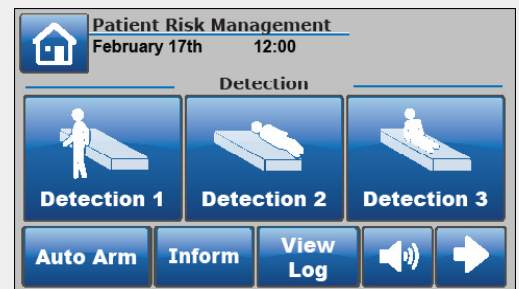 Patient Risk Management
February 17th 12:00
Detection
Detection 1 Detection 2 Detection 3
Auto Arm Inform View Log